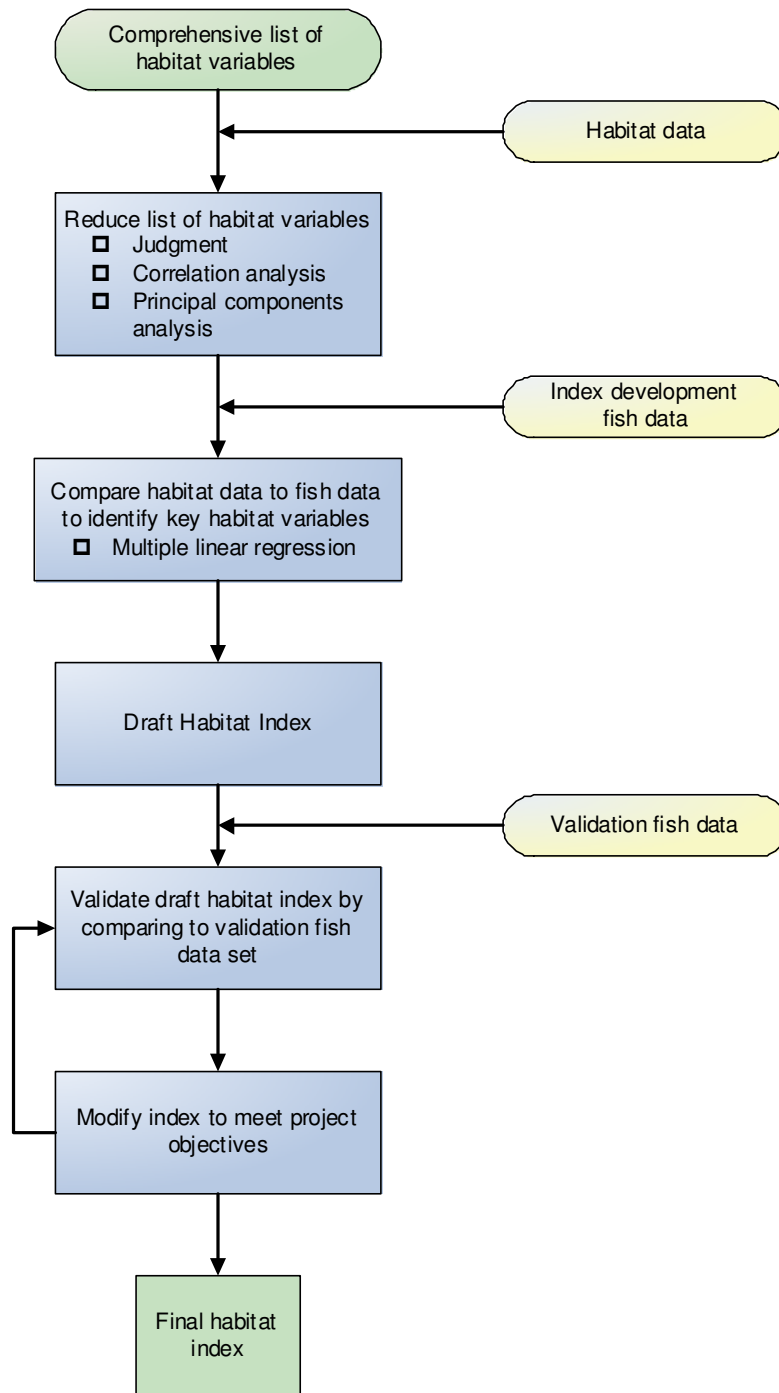 Comprehensive list of
habitat variables
Habitat data
Reduce list of habitat variables
Judgment
Correlation analysis
Principal components
analysis
Index development
fish data
Compare habitat data to fish data
to identify key habitat variables
Multiple linear regression
Draft Habitat Index
Validation fish data
Validate draft habitat index by
comparing to validation fish
data set
Modify index to meet project
objectives
Final habitat
index